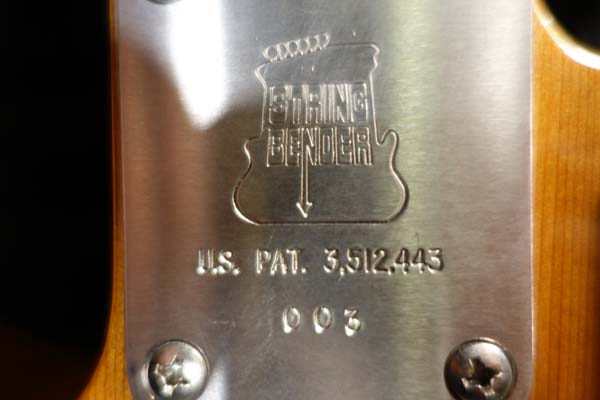 STRING
BENDER
U.S. PAT. 3,512,443
003